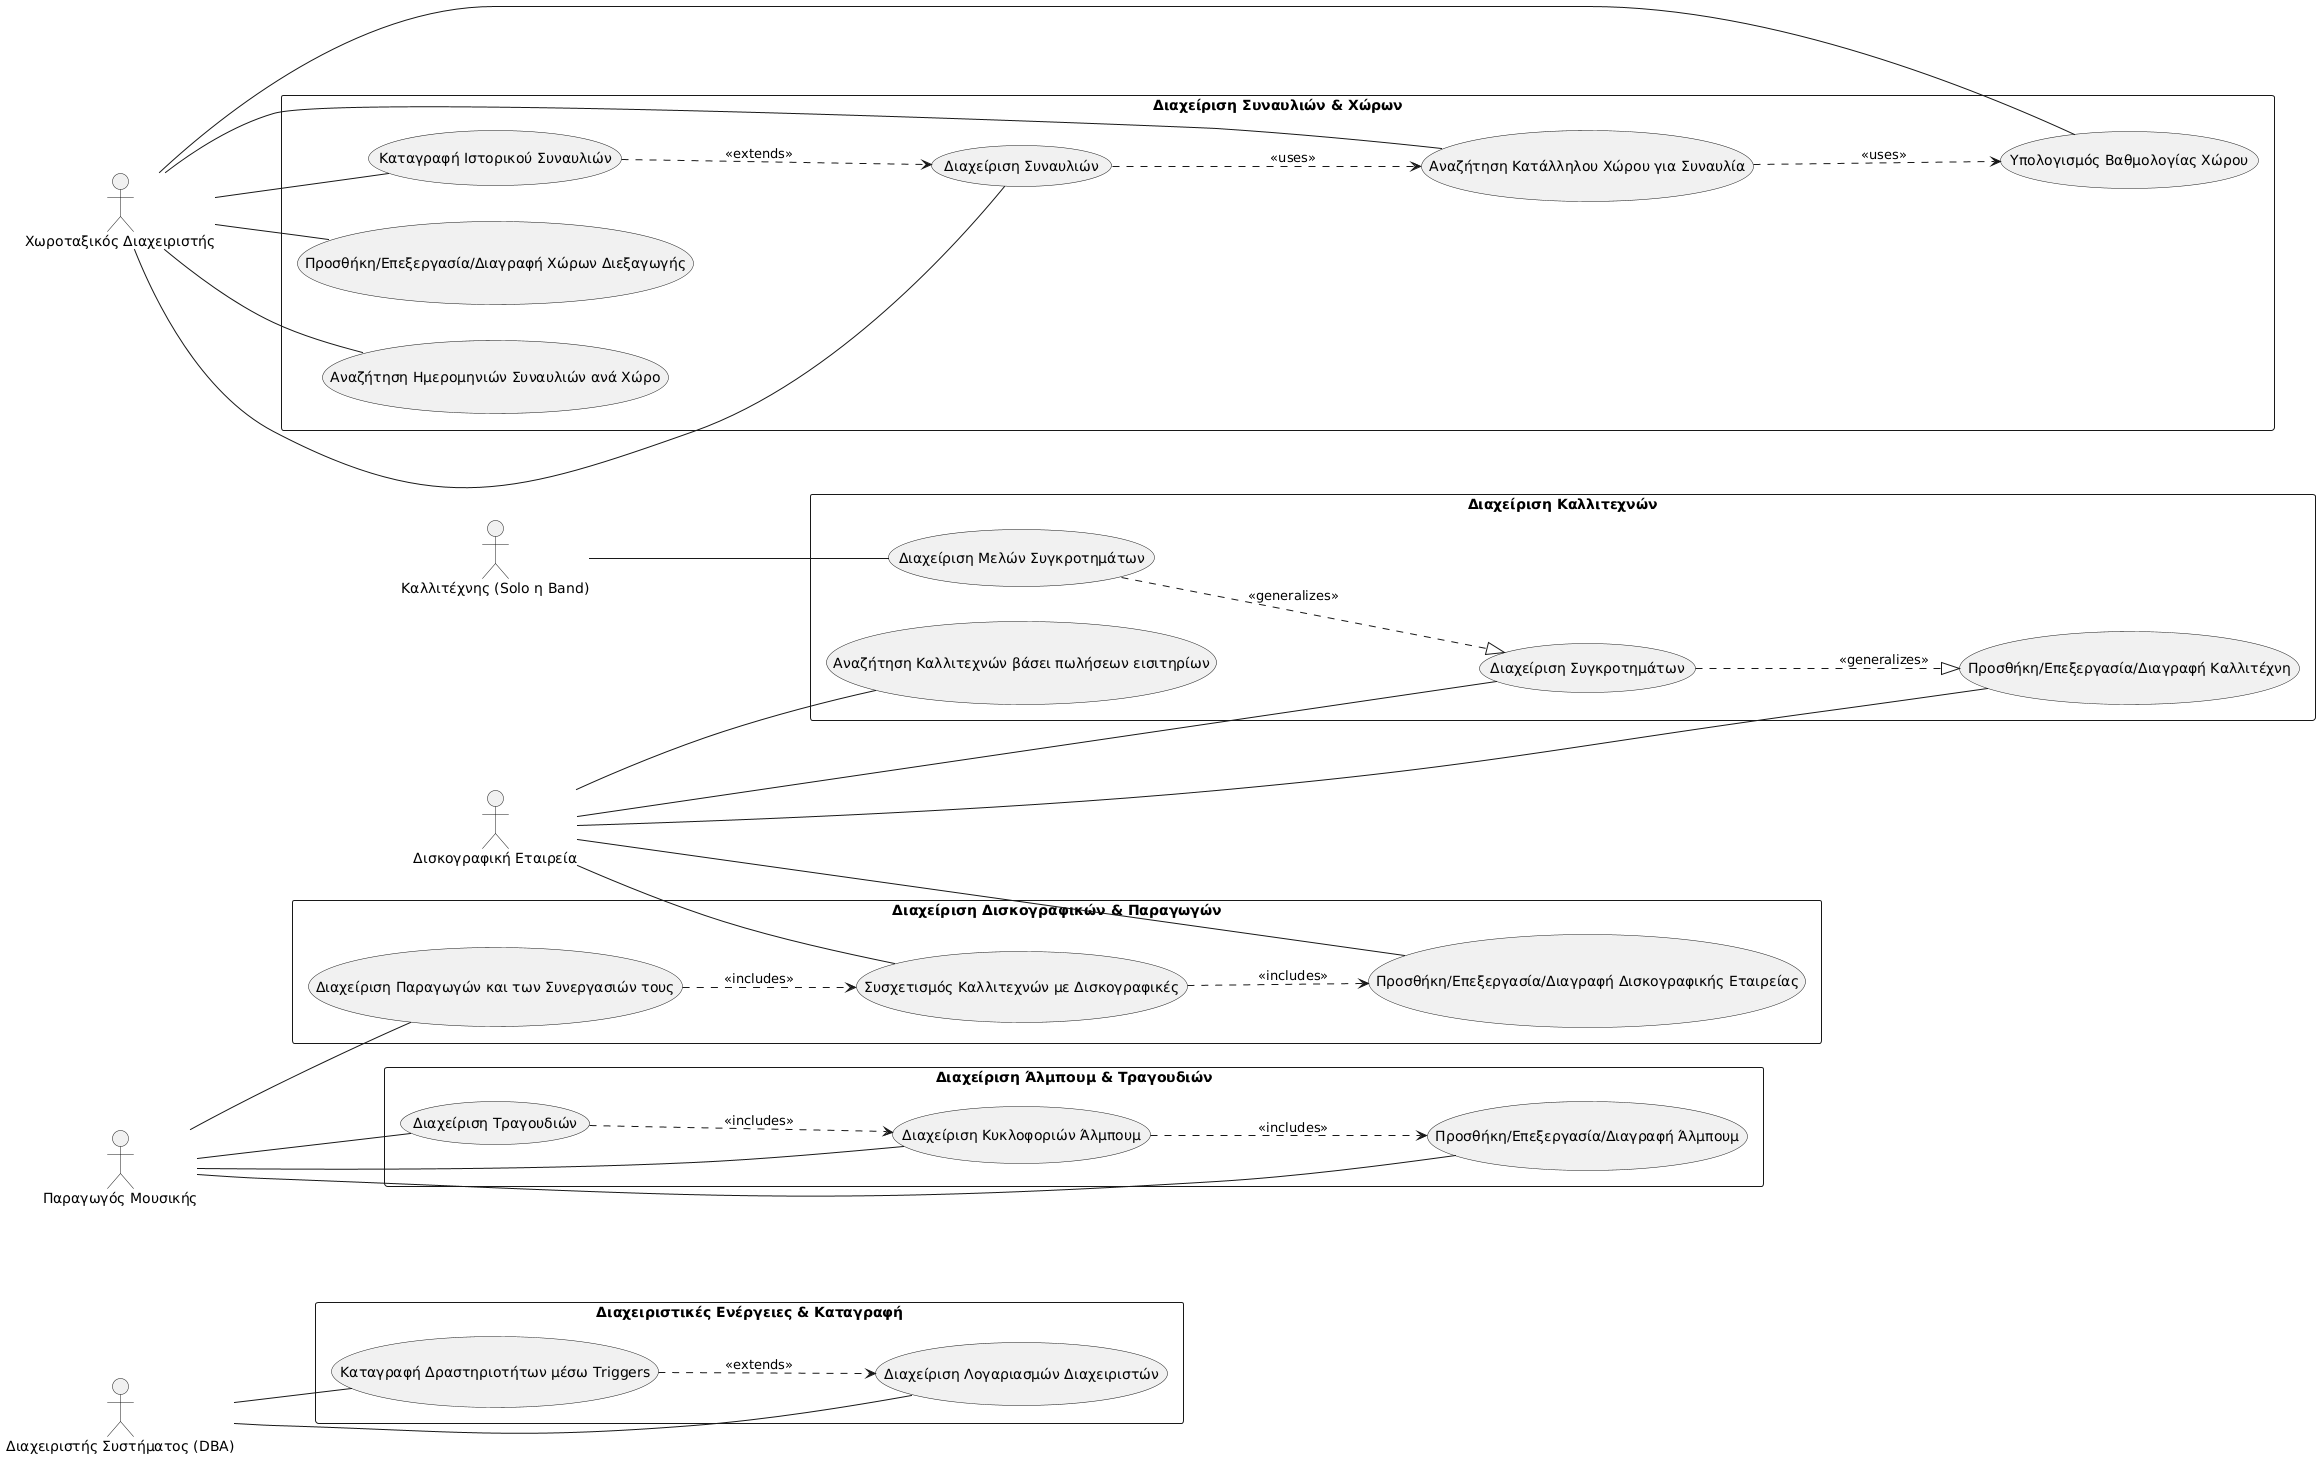 Διαχείριση Συναυλιών & Χώρων
Καταγραφή Ιστορικού Συναυλιών
«extends»
Διαχείριση Συναυλιών
«uses»
Αναζήτηση Κατάλληλου Χώρου για Συναυλία
«uses»
Υπολογισμός Βαθμολογίας Χώρου
Χωροταξικός Διαχειριστής
Προσθήκη/Επεξεργασία/Διαγραφή Χώρων Διεξαγωγής
Αναζήτηση Ημερομηνιών Συναυλιών ανά Χώρο
Διαχείριση Καλλιτεχνών
Καλλιτέχνης (Solo η Band)
Διαχείριση Μελών Συγκροτημάτων
«generalizes»
Αναζήτηση Καλλιτεχνών βάσει πωλήσεων εισιτηρίων
Διαχείριση Συγκροτημάτων
«generalizes»
Προσθήκη/Επεξεργασία/Διαγραφή Καλλιτέχνη
Δισκογραφική Εταιρεία
Διαχείριση Δισκογραφικών & Παραγωγών
Διαχείριση Παραγωγών και των Συνεργασιών τους
«includes»
Συσχετισμός Καλλιτεχνών με Δισκογραφικές
«includes»
Προσθήκη/Επεξεργασία/Διαγραφή Δισκογραφικής Εταιρείας
Διαχείριση Άλμπουμ & Τραγουδιών
Διαχείριση Τραγουδιών
«includes»
Διαχείριση Κυκλοφοριών Άλμπουμ
«includes»
Προσθήκη/Επεξεργασία/Διαγραφή Άλμπουμ
Παραγωγός Μουσικής
Διαχειριστικές Ενέργειες & Καταγραφή
Καταγραφή Δραστηριοτήτων μέσω Triggers
«extends»
Διαχείριση Λογαριασμών Διαχειριστών
Διαχειριστής Συστήματος (DBA)